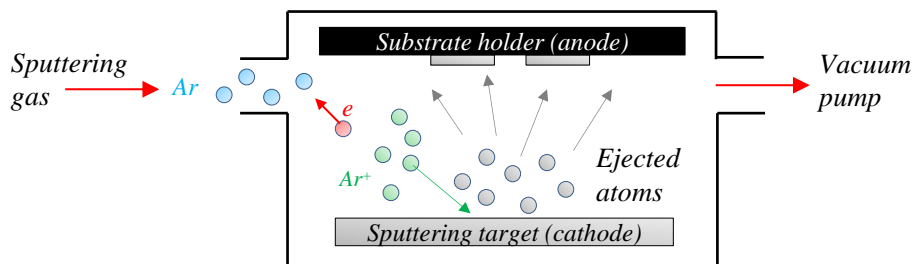 Substrate holder (anode)
Sputtering
gas
Ar
e
Ar+
Ejected
atoms
Vacuum
pump
Sputtering target (cathode)